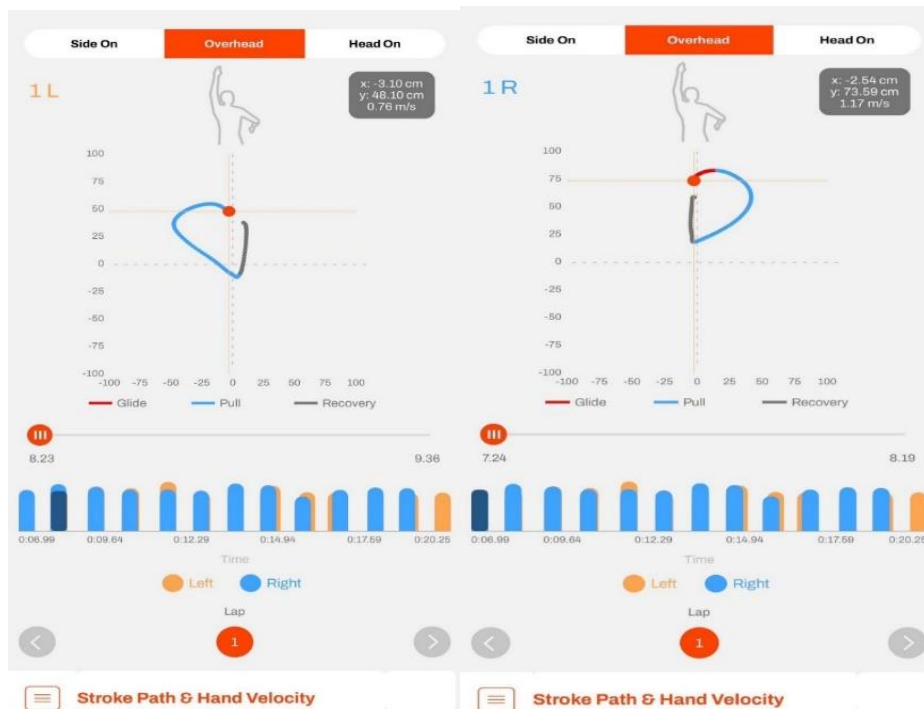 Side On Overhead Head On
1 L
x: -3.10 cm
y: 48.10 cm
0.76 m/s
100
75
50
25
0
-25
-50
-75
-100
-100 -75 -50 -25 0 25 50 75 100
Glide Pull Recovery
8.23 9.36
0:06.99 0:09.64 0:12.29 0:14.94 0:17.59 0:20.25
Time
Left Right
Lap
1
Stroke Path & Hand Velocity
Side On Overhead Head On
1 R
x: -2.54 cm
y: 73.59 cm
1.17 m/s
100
75
50
25
0
-25
-50
-75
-100
-100 -75 -50 -25 0 25 50 75 100
Glide Pull Recovery
7.24 8.19
0:06.99 0:09.64 0:12.29 0:14.94 0:17.59 0:20.25
Time
Left Right
Lap
1
Stroke Path & Hand Velocity